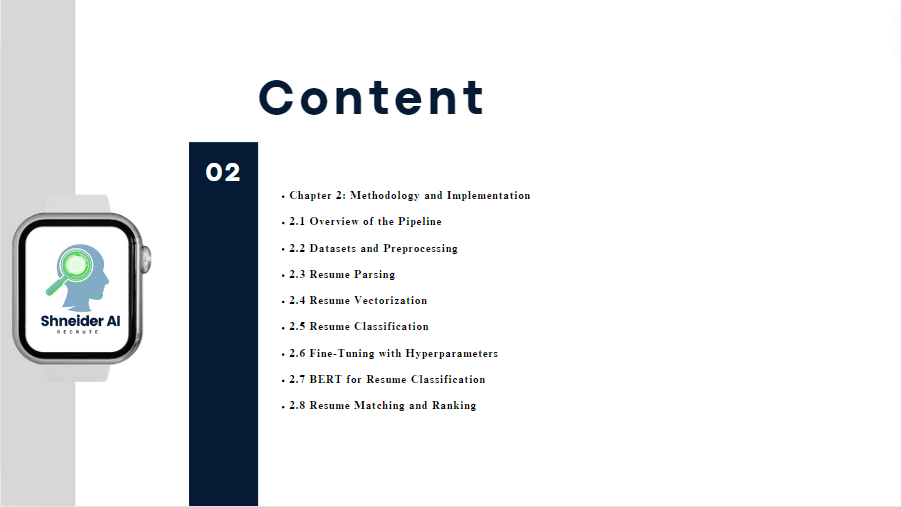 Content
02
• Chapter 2: Methodology and Implementation
• 2.1 Overview of the Pipeline
• 2.2 Datasets and Preprocessing
• 2.3 Resume Parsing
• 2.4 Resume Vectorization
• 2.5 Resume Classification
• 2.6 Fine-Tuning with Hyperparameters
• 2.7 BERT for Resume Classification
• 2.8 Resume Matching and Ranking
Shneider AI
RECRUTE